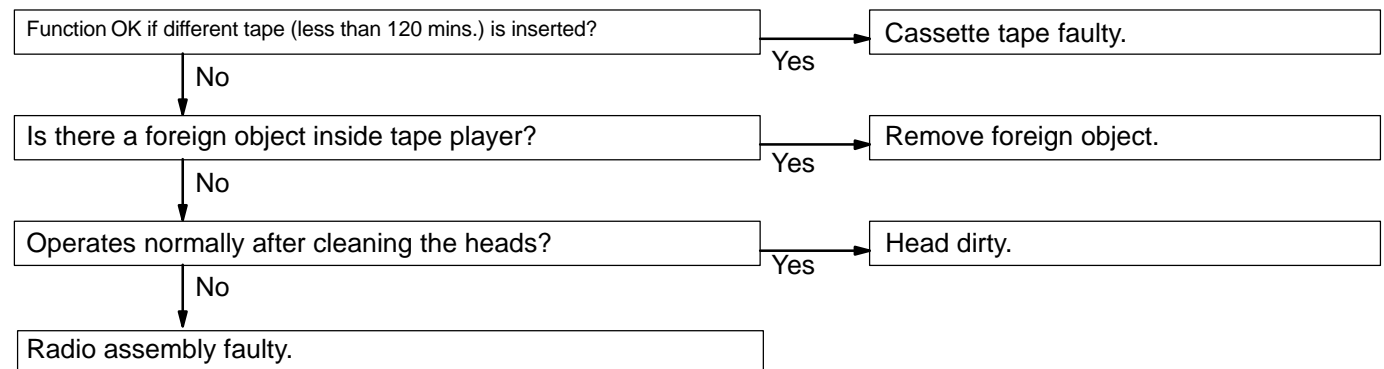 Function OK if different tape (less than 120 mins.) is inserted?
Yes
Cassette tape faulty.
No
Is there a foreign object inside tape player?
Yes
Remove foreign object.
No
Operates normally after cleaning the heads?
Yes
Head dirty.
No
Radio assembly faulty.